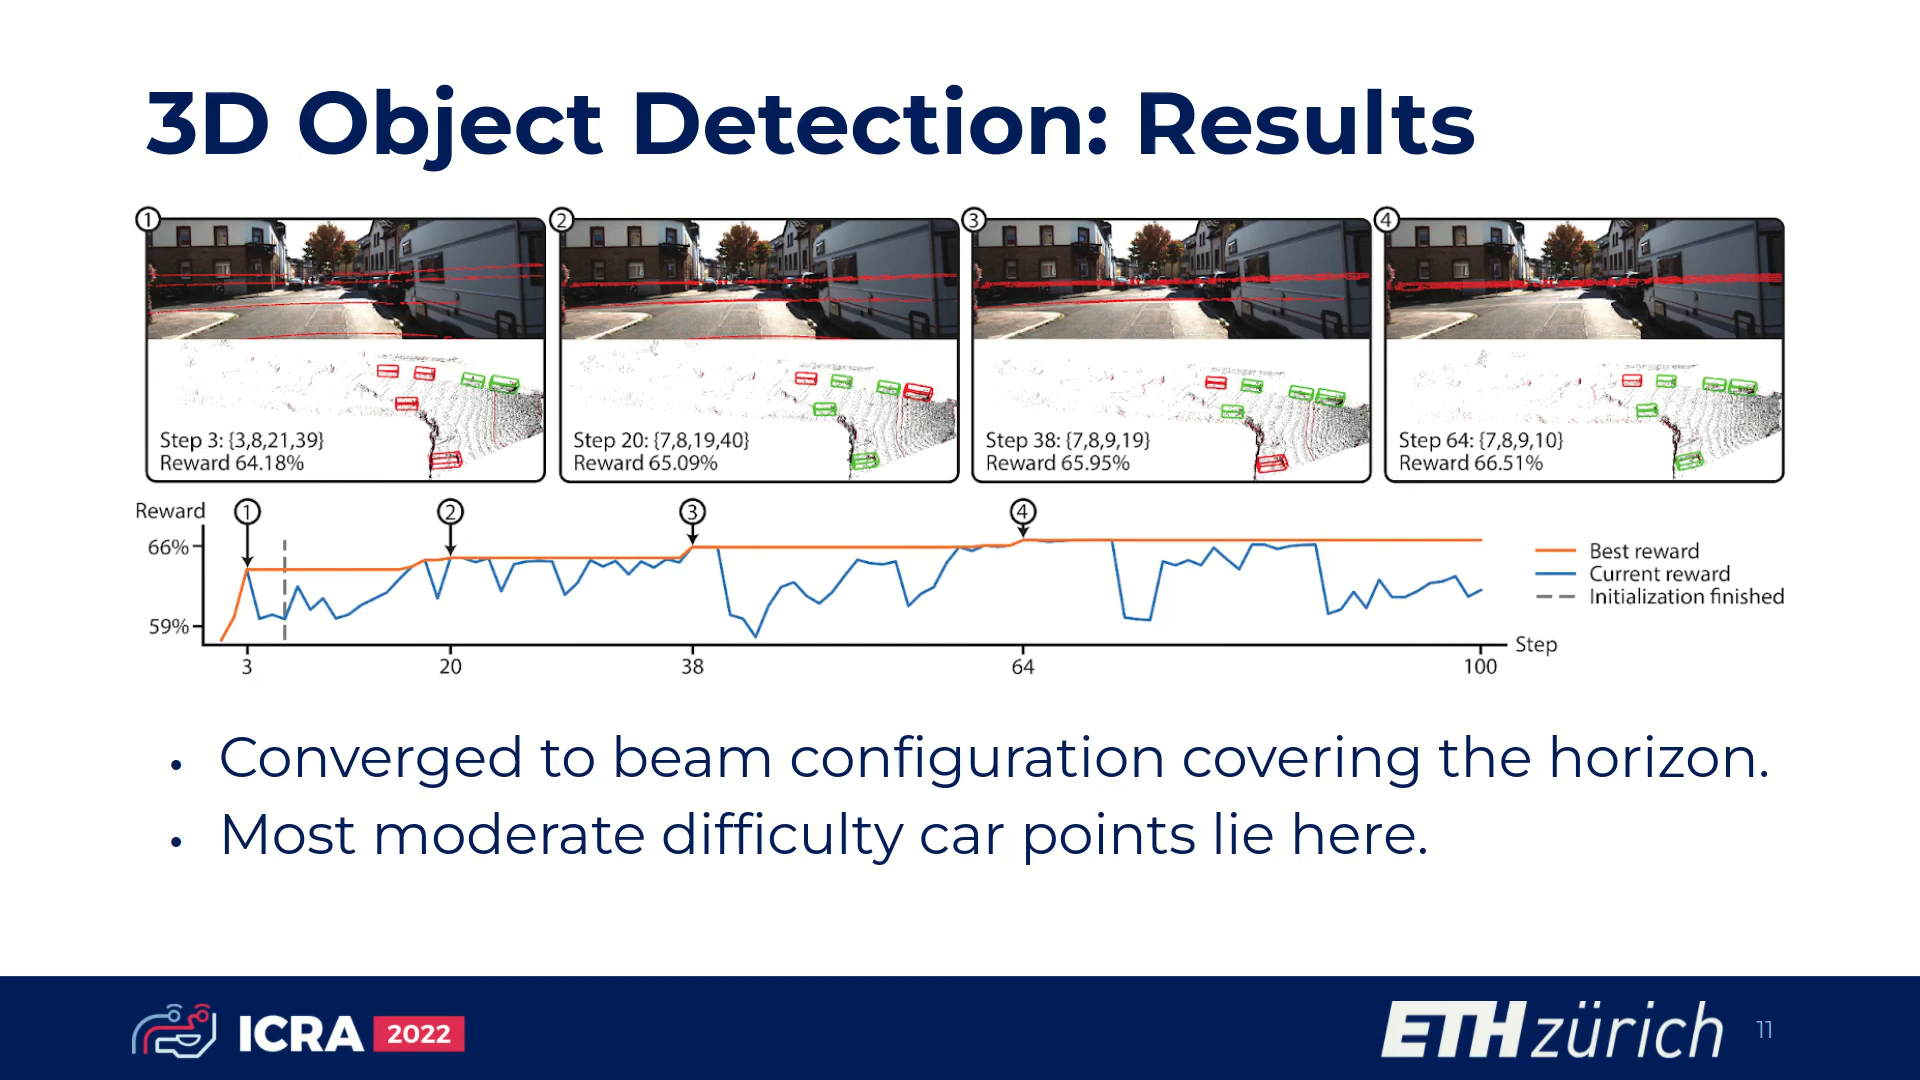 3D Object Detection: Results
1
2
3
4
Step 3: {3,8,21,39}
Reward 64.18%
Step 20: {7,8,19,40}
Reward 65.09%
Step 38: {7,8,9,19}
Reward 65.95%
Step 64: {7,8,9,10}
Reward 66.51%
Reward
1
2
3
4
66%
59%
3
20
38
64
100
Step
Best reward
Current reward
Initialization finished
• Converged to beam configuration covering the horizon.
• Most moderate difficulty car points lie here.
ICRA 2022
ETH zürich
11